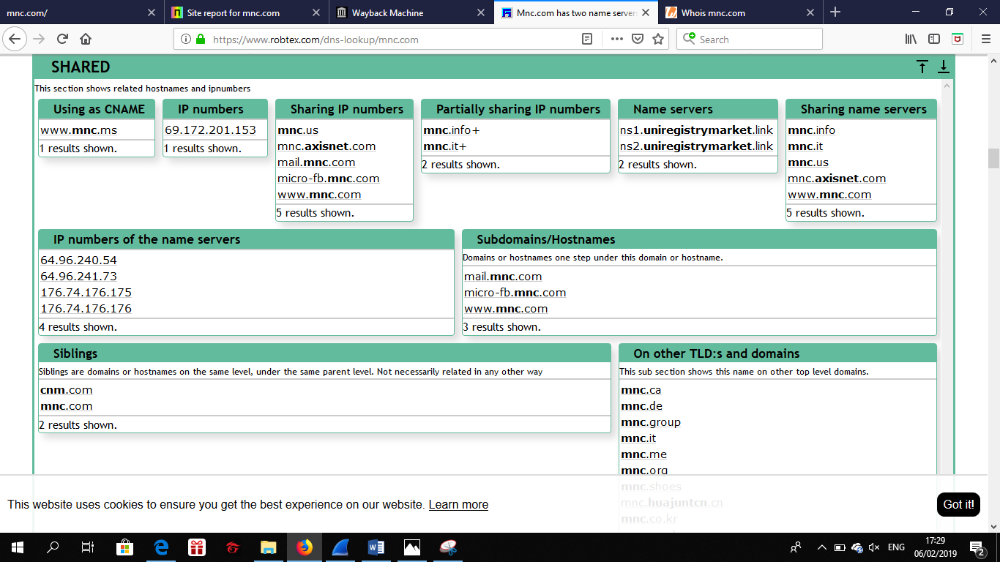 mnc.com/
Site report for mnc.com
Wayback Machine
Mnc.com has two name servers
Whois mnc.com
https://www.robtex.com/dns-lookup/mnc.com
Search
SHARED
This section shows related hostnames and ipnumbers
Using as CNAME
www.mnc.ms
1 results shown.
IP numbers
69.172.201.153
1 results shown.
Sharing IP numbers
mnc.us
mnc.axisnet.com
mail.mnc.com
micro-fb.mnc.com
www.mnc.com
5 results shown.
Partially sharing IP numbers
mnc.info+
mnc.it+
2 results shown.
Name servers
ns1.uniregistrymarket.link
ns2.uniregistrymarket.link
2 results shown.
Sharing name servers
mnc.info
mnc.it
mnc.us
mnc.axisnet.com
www.mnc.com
5 results shown.
IP numbers of the name servers
64.96.240.54
64.96.241.73
176.74.176.175
176.74.176.176
4 results shown.
Subdomains/Hostnames
Domains or hostnames one step under this domain or hostname.
mail.mnc.com
micro-fb.mnc.com
www.mnc.com
3 results shown.
Siblings
Siblings are domains or hostnames on the same level, under the same parent level. Not necessarily related in any other way
cnm.com
mnc.com
2 results shown.
On other TLD:s and domains
This sub section shows this name on other top level domains.
mnc.ca
mnc.de
mnc.group
mnc.it
mnc.me
mnc.org
mnc.shoes
mnc.huajuntcn.cn
mnc.co.kr
This website uses cookies to ensure you get the best experience on our website. Learn more
Got it!
ENG
17:29
06/02/2019
2